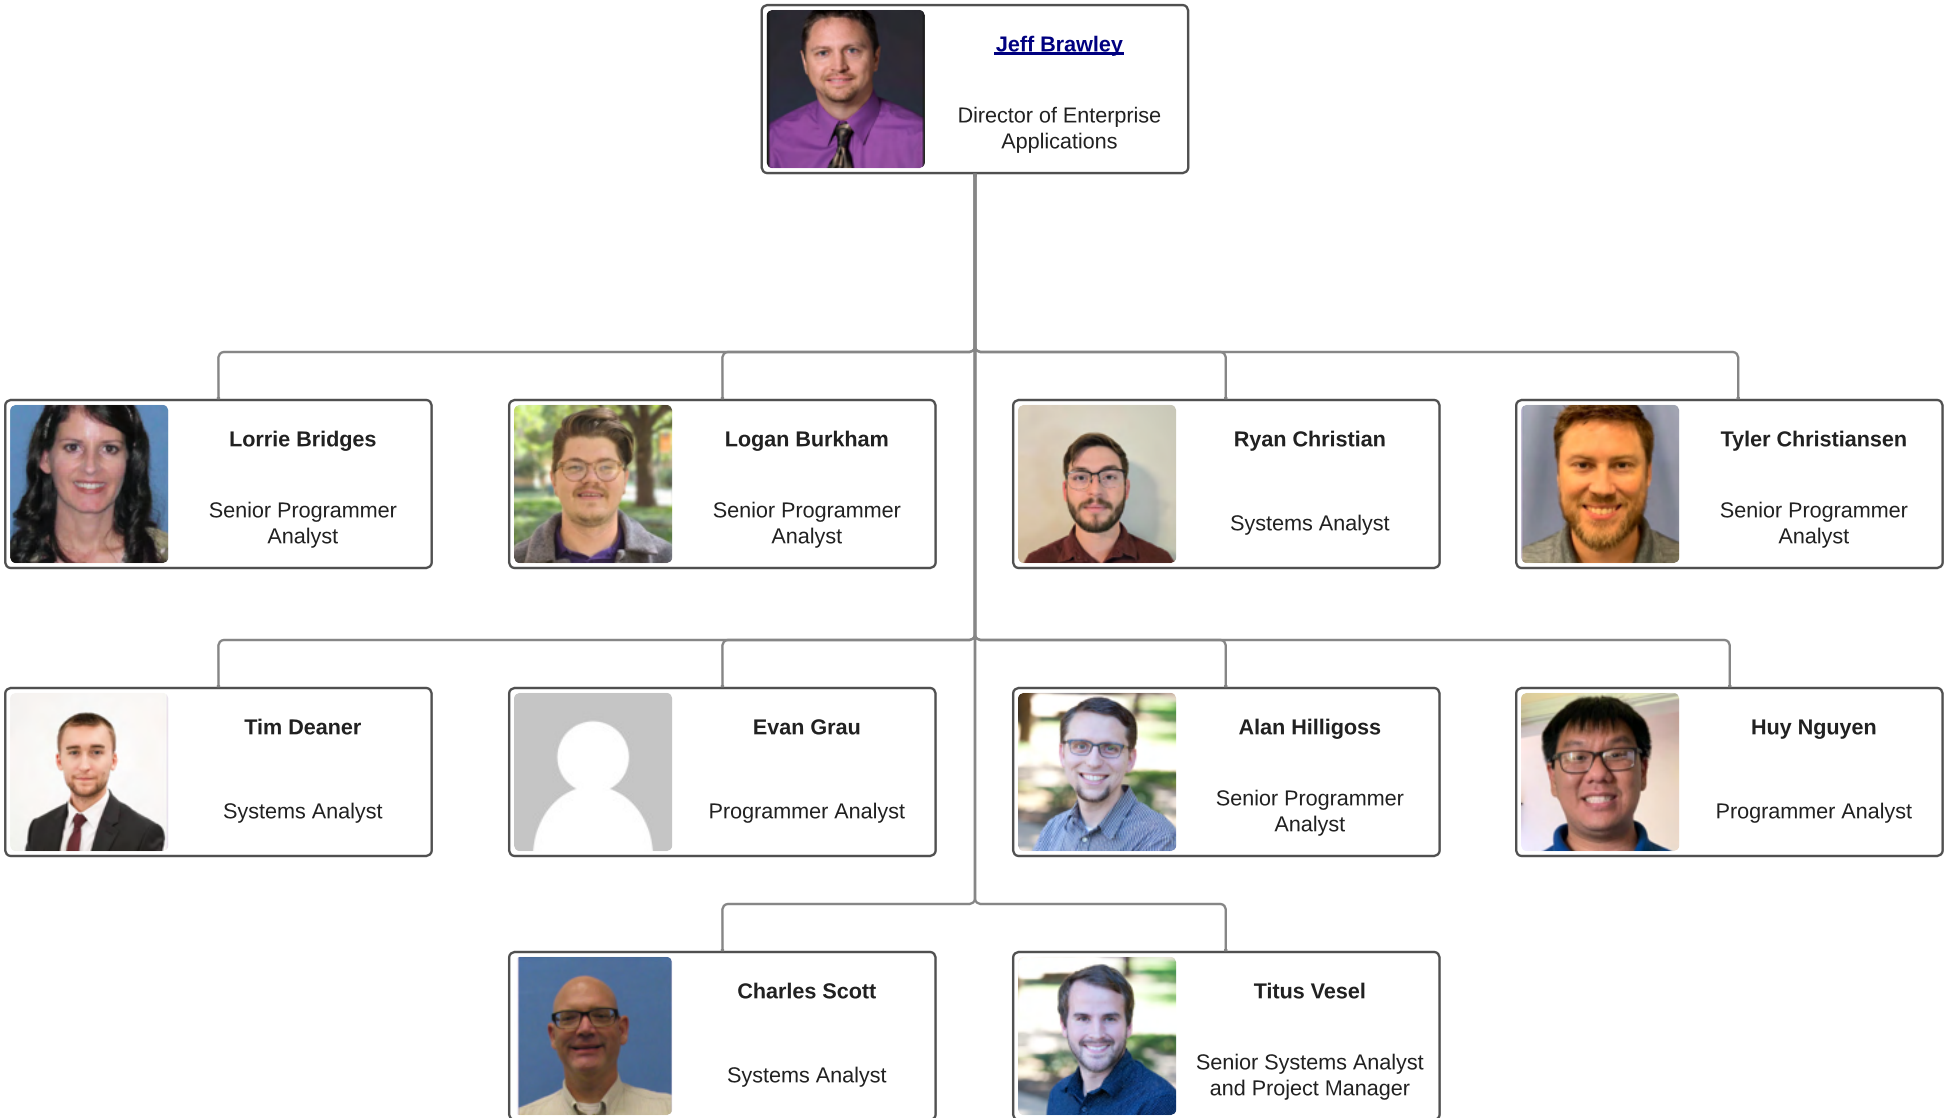 Jeff Brawley
Director of Enterprise
Applications
Lorrie Bridges
Senior Programmer
Analyst
Logan Burkham
Senior Programmer
Analyst
Ryan Christian
Systems Analyst
Tyler Christiansen
Senior Programmer
Analyst
Tim Deaner
Systems Analyst
Evan Grau
Programmer Analyst
Alan Hilligoss
Senior Programmer
Analyst
Huy Nguyen
Programmer Analyst
Charles Scott
Systems Analyst
Titus Vesel
Senior Systems Analyst
and Project Manager